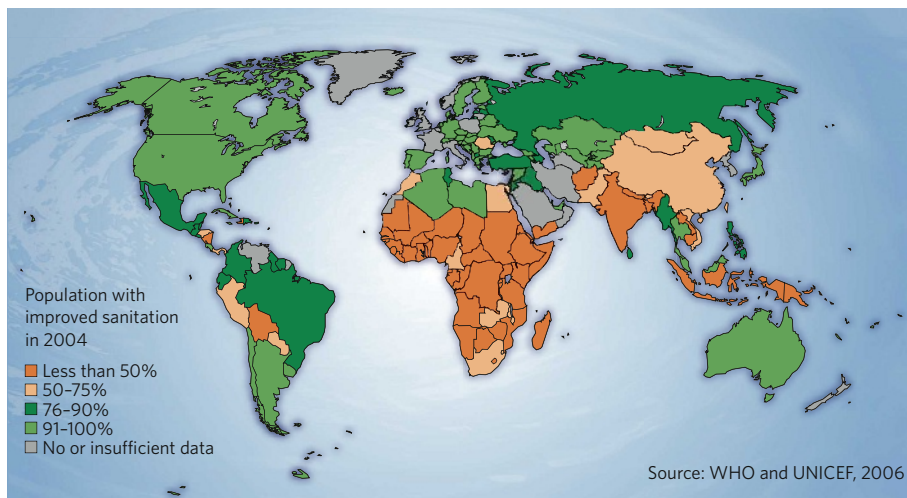 Population with
improved sanitation
in 2004
Less than 50%
50–75%
76–90%
91–100%
No or insufficient data
Source: WHO and UNICEF, 2006